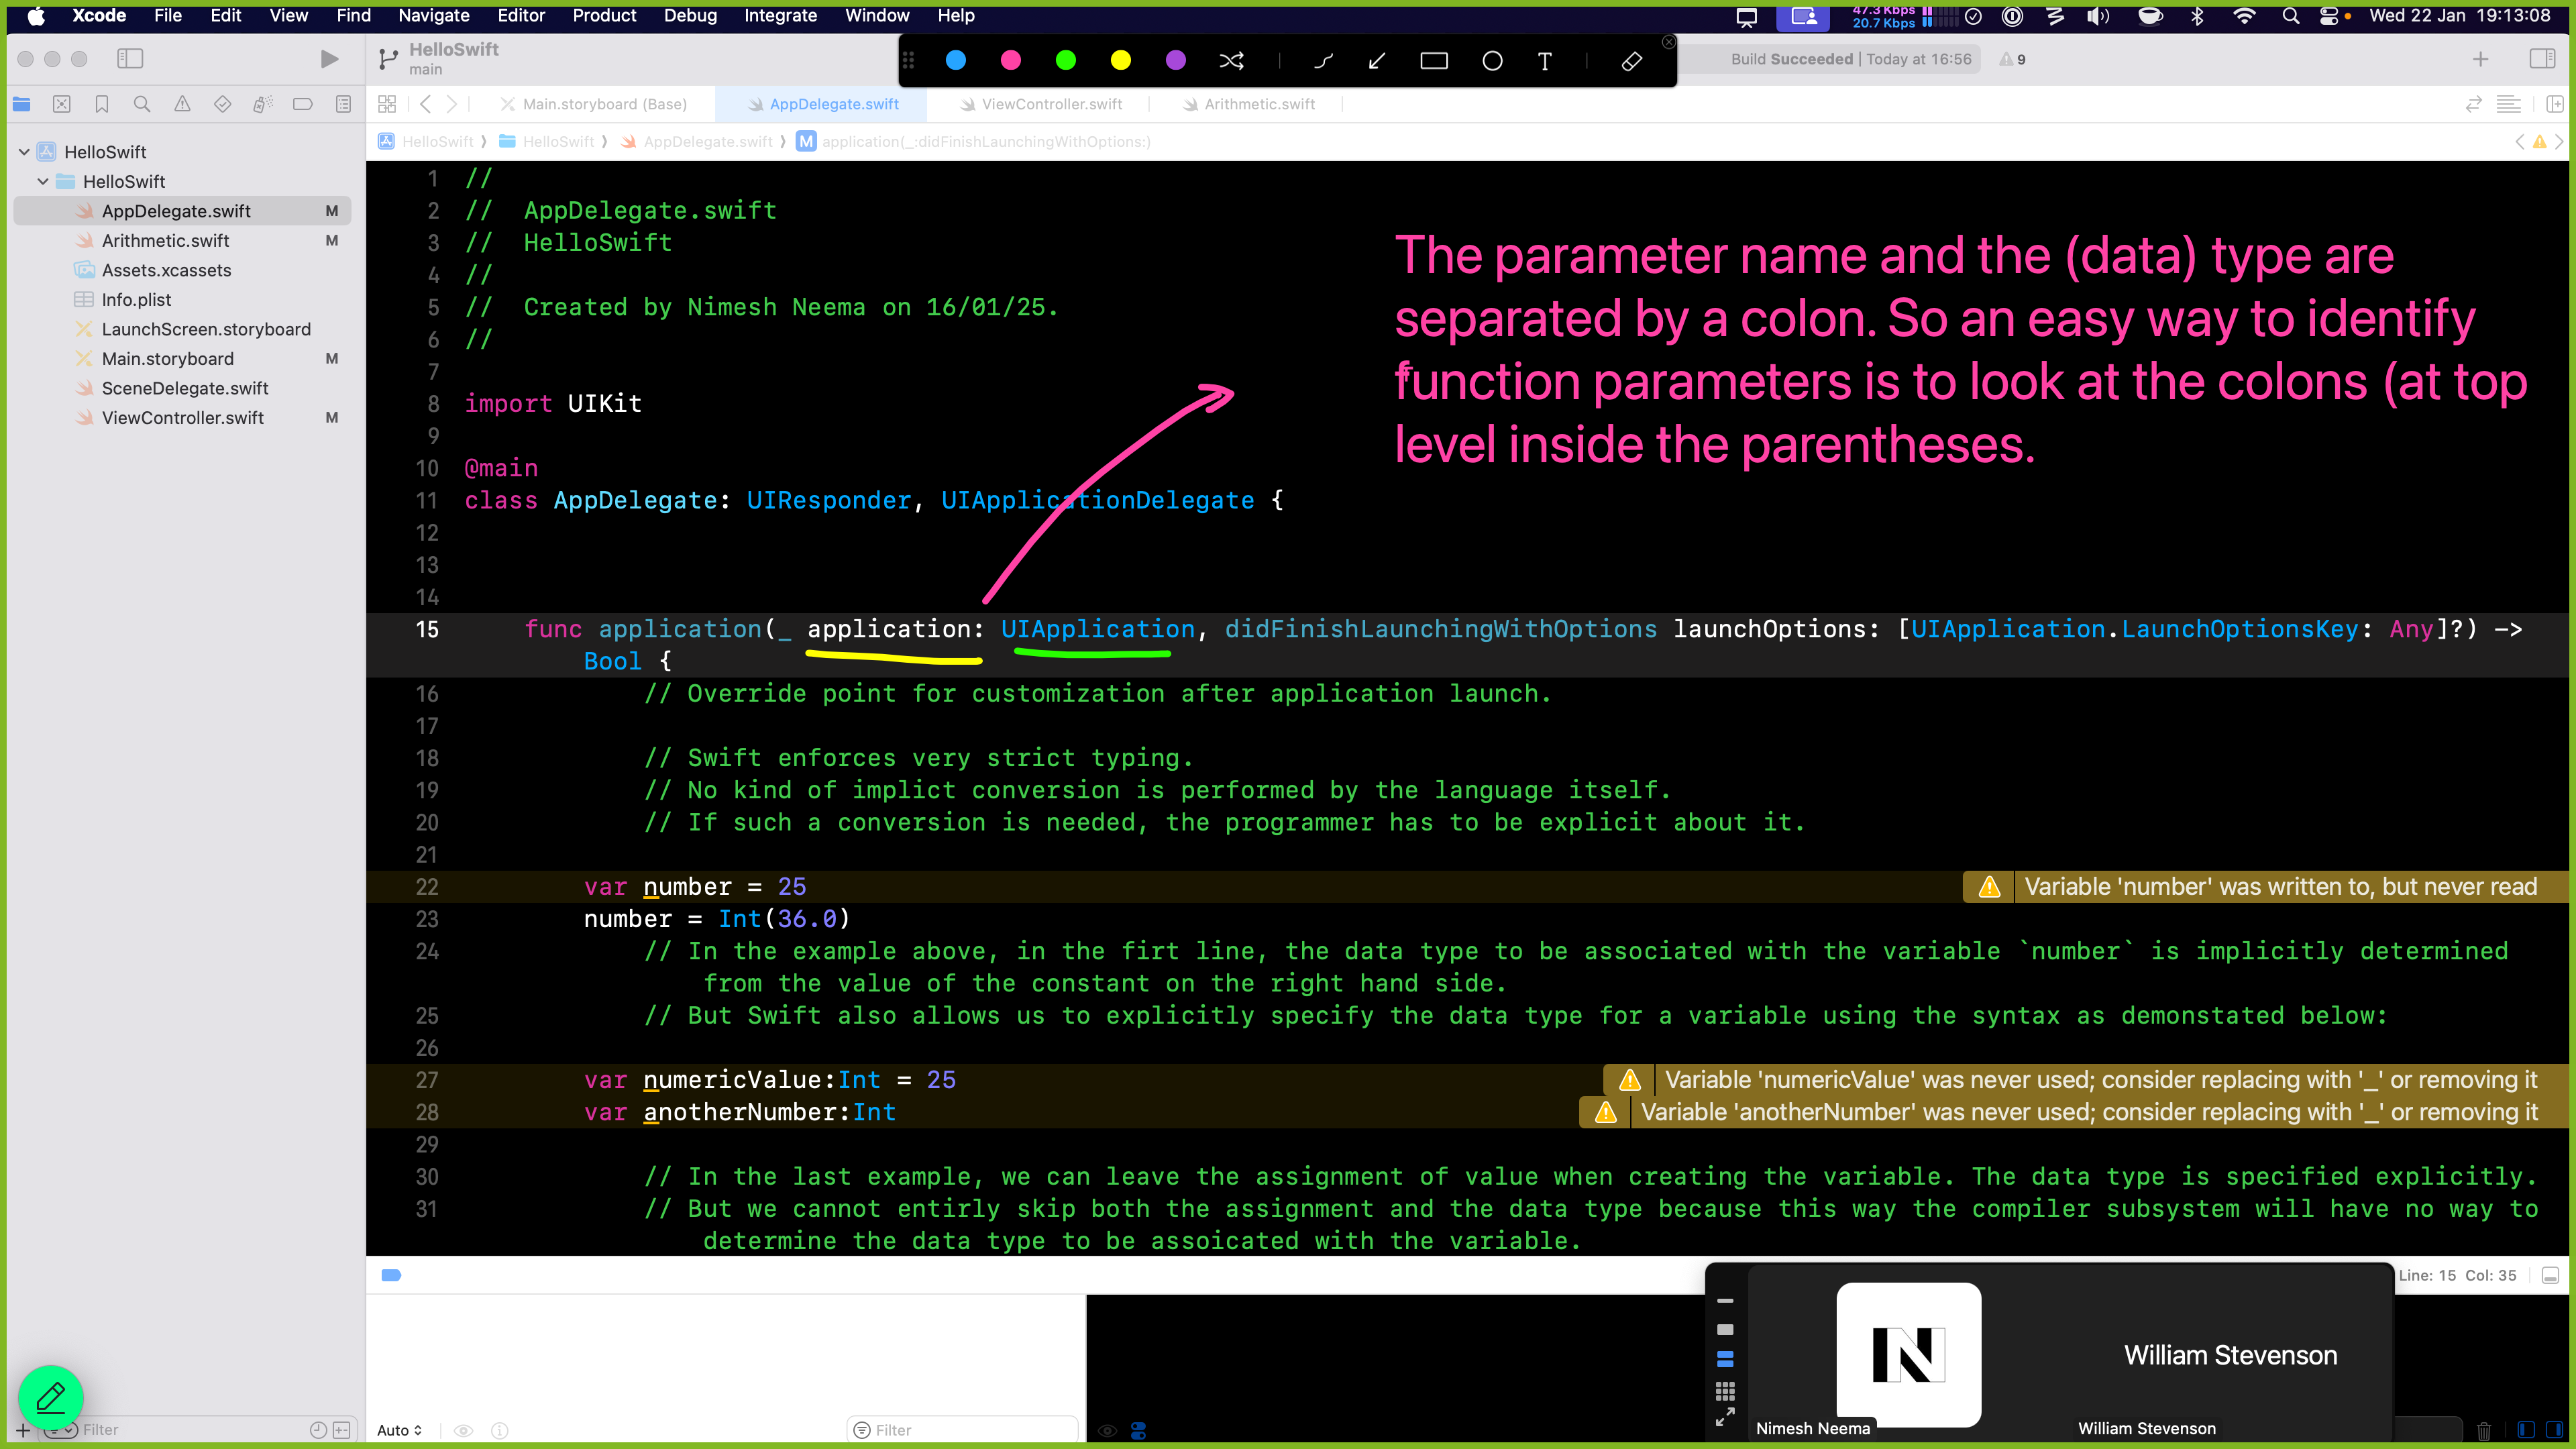 Xcode File Edit View Find Navigate Editor Product Debug Integrate Window Help
47.3 Kbps
20.7 Kbps
Wed 22 Jan 19:13:08
HelloSwift
main
T
Build Succeeded | Today at 16:56
9
Main.storyboard (Base)
AppDelegate.swift
ViewController.swift
Arithmetic.swift
HelloSwift
HelloSwift
AppDelegate.swift
M application(_:didFinishLaunchingWithOptions:)
HelloSwift
HelloSwift
AppDelegate.swift M
Arithmetic.swift M
Assets.xcassets
Info.plist
LaunchScreen.storyboard
Main.storyboard M
SceneDelegate.swift
ViewController.swift M
The parameter name and the (data) type are
separated by a colon. So an easy way to identify
function parameters is to look at the colons (at top
level inside the parentheses.
1 //
2 // AppDelegate.swift
3 // HelloSwift
4 //
5 // Created by Nimesh Neema on 16/01/25.
6 //
7
8 import UIKit
9
10 @main
11 class AppDelegate: UIResponder, UIApplicationDelegate {
12
13
14
15 func application(_ application: UIApplication, didFinishLaunchingWithOptions launchOptions: [UIApplication.LaunchOptionsKey: Any]?) ->
Bool {
16 // Override point for customization after application launch.
17
18 // Swift enforces very strict typing.
19 // No kind of implict conversion is performed by the language itself.
20 // If such a conversion is needed, the programmer has to be explicit about it.
21
22 var number = 25
Variable 'number' was written to, but never read
23 number = Int(36.0)
24 // In the example above, in the firt line, the data type to be associated with the variable `number` is implicitly determined
from the value of the constant on the right hand side.
25 // But Swift also allows us to explicitly specify the data type for a variable using the syntax as demonstated below:
26
27 var numericValue:Int = 25
Variable 'numericValue' was never used; consider replacing with '_' or removing it
28 var anotherNumber:Int
Variable 'anotherNumber' was never used; consider replacing with '_' or removing it
29
30 // In the last example, we can leave the assignment of value when creating the variable. The data type is specified explicitly.
31 // But we cannot entirly skip both the assignment and the data type because this way the compiler subsystem will have no way to
determine the data type to be assoicated with the variable.
Line: 15 Col: 35
N
William Stevenson
Nimesh Neema
William Stevenson
Filter
Auto
Filter